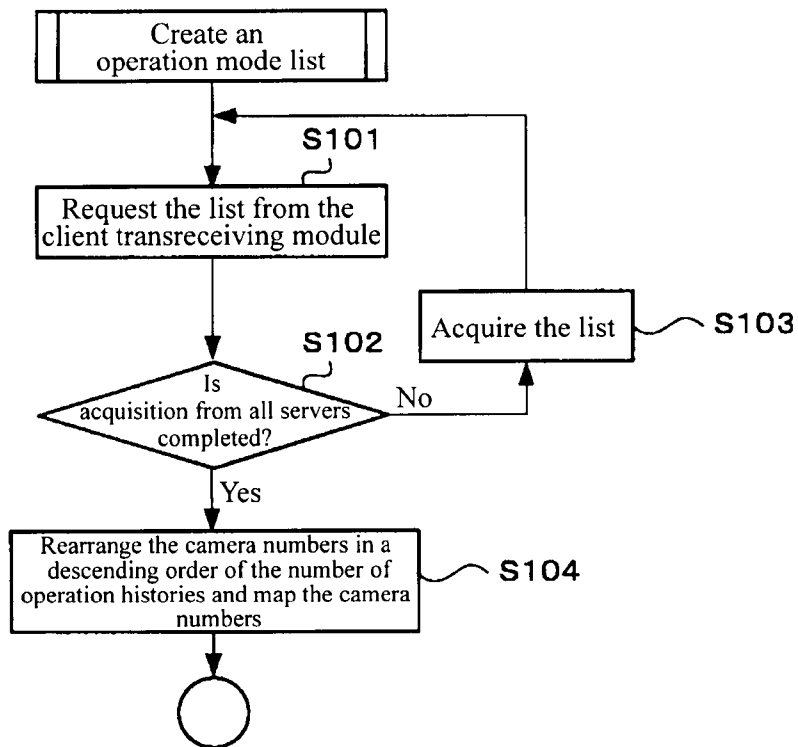 Create an
operation mode list
S101
Request the list from the
client transreceiving module
Acquire the list
S103
S102
Is
acquisition from all servers
completed?
No
Yes
Rearrange the camera numbers in a
descending order of the number of
operation histories and map the camera
numbers
S104